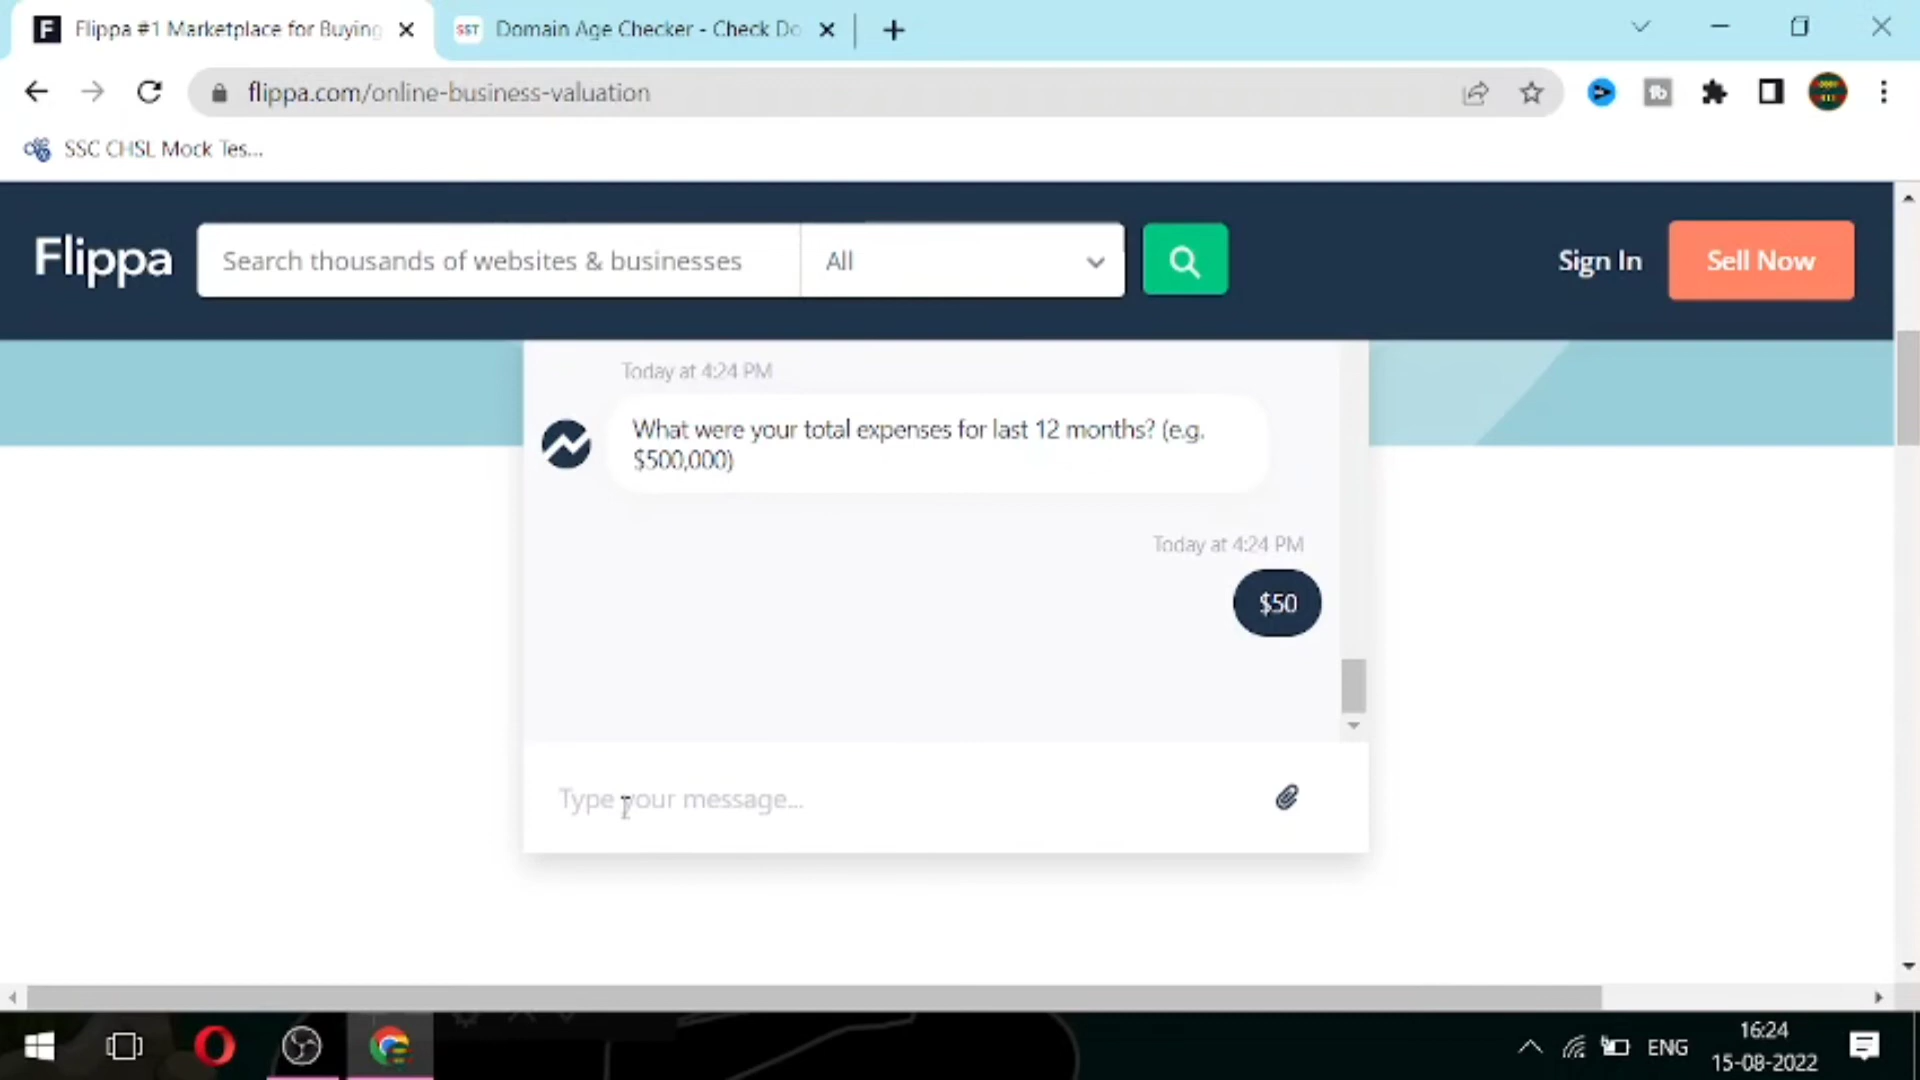 F Flippa #1 Marketplace for Buying
SST Domain Age Checker - Check Do
flippa.com/online-business-valuation
SSC CHSL Mock Tes...
Flippa
Search thousands of websites & businesses
All
Sign In
Sell Now
Today at 4:24 PM
What were your total expenses for last 12 months? (e.g.
$500,000)
Today at 4:24 PM
$50
Type your message...
ENG
16:24
15-08-2022